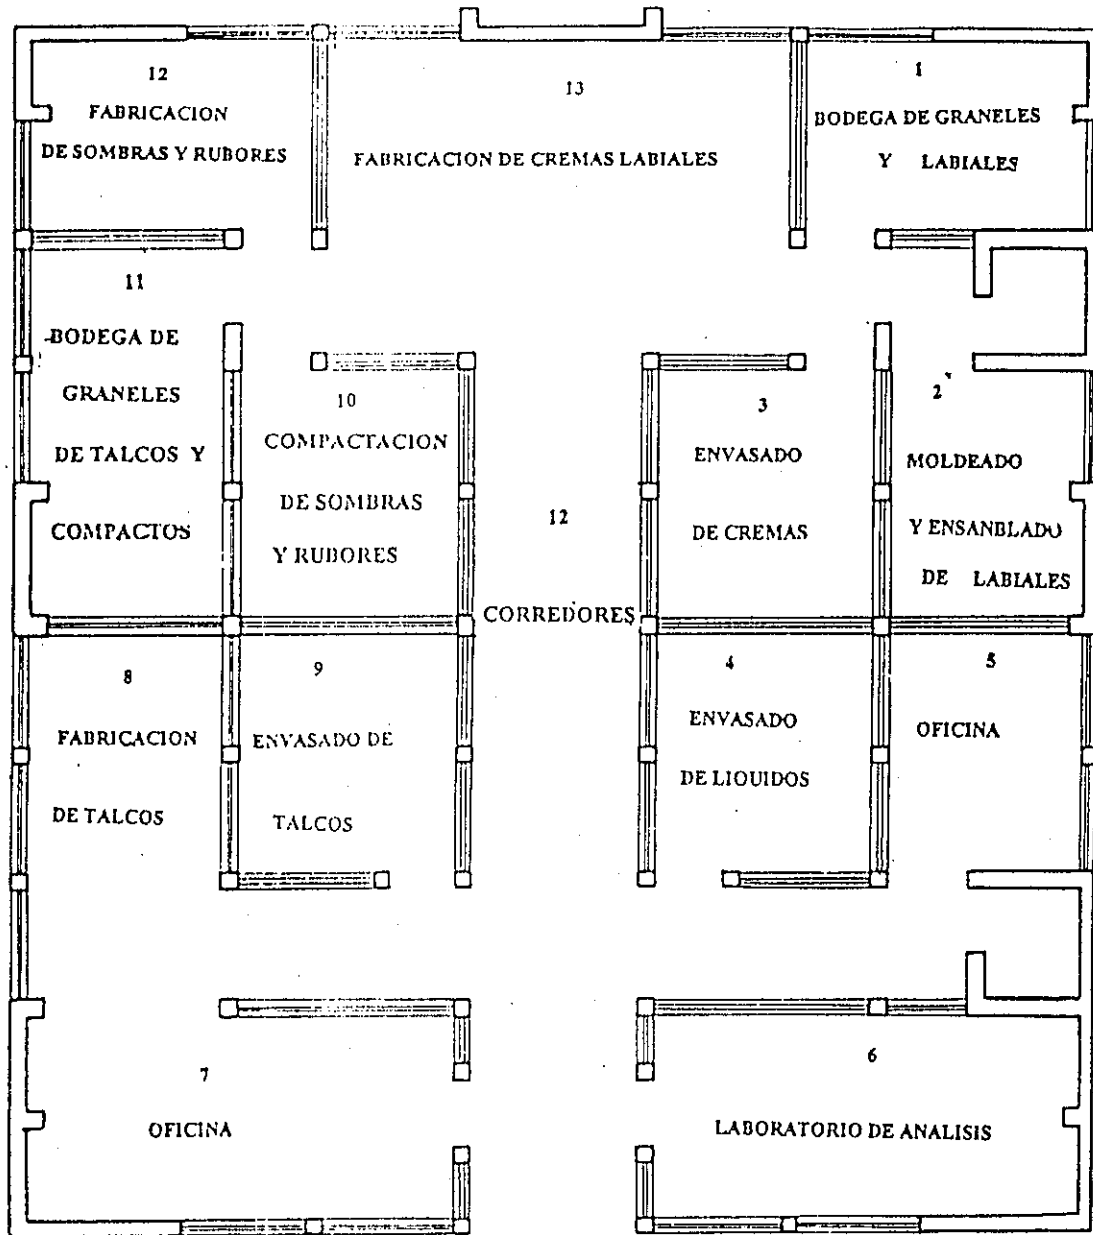 12
FABRICACION
DE SOMBRAS Y RUBORES
13
FABRICACION DE CREMAS LABIALES
1
BODEGA DE GRANELES
Y LABIALES
11
BODEGA DE
GRANELES
DE TALCOS Y
COMPACTOS
10
COMPACTACION
DE SOMBRAS
Y RUBORES
12
CORREDORES
3
ENVASADO
DE CREMAS
2
MOLDEADO
Y ENSANBLADO
DE LABIALES
8
FABRICACION
DE TALCOS
9
ENVASADO DE
TALCOS
4
ENVASADO
DE LIQUIDOS
5
OFICINA
7
OFICINA
6
LABORATORIO DE ANALISIS